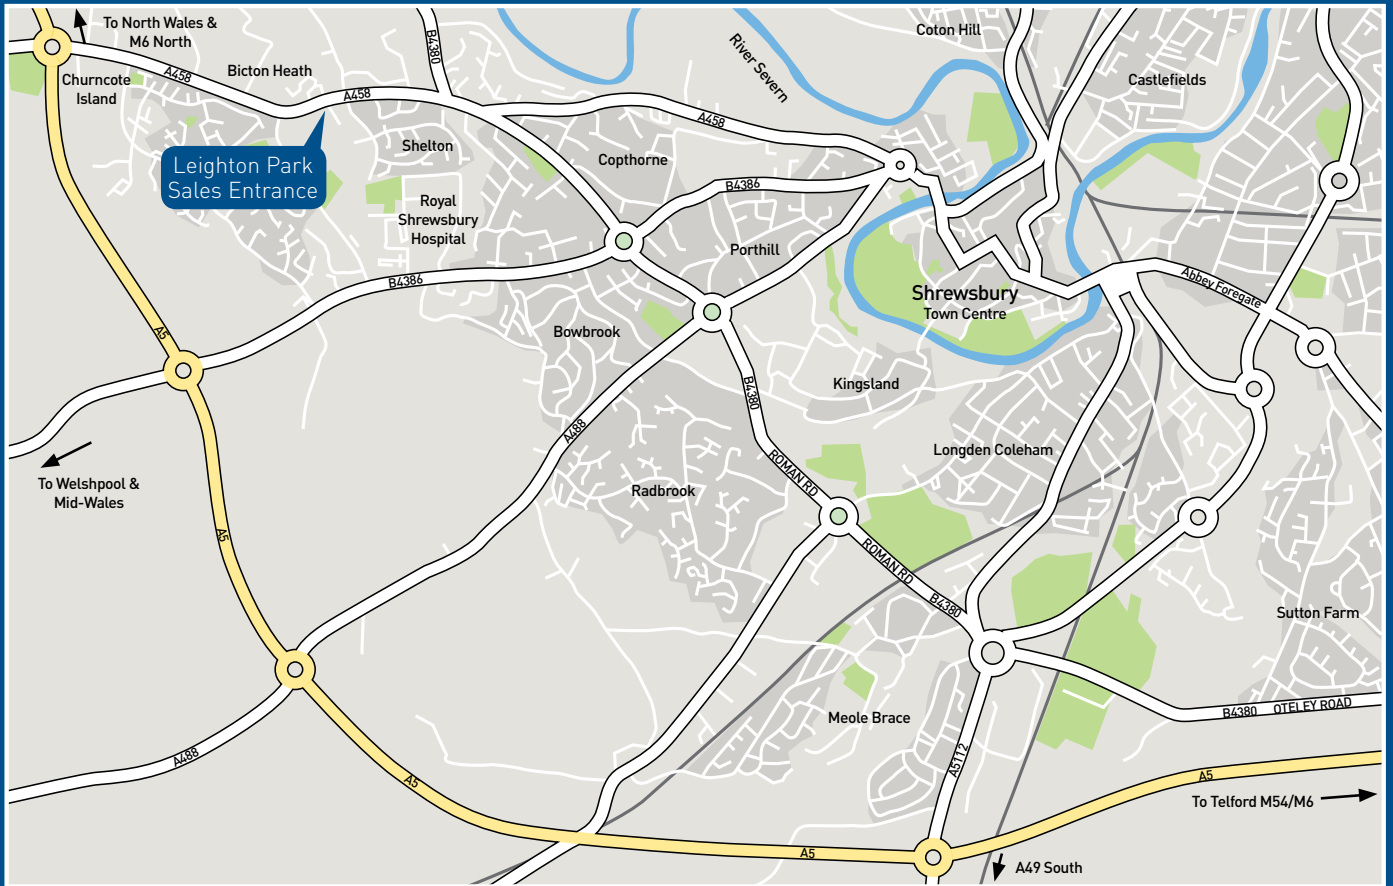 To North Wales &
M6 North
B4380
River Severn
Coton Hill
Churncote
Island
A458
Bicton Heath
A458
A458
Castlefields
Leighton Park
Sales Entrance
Shelton
Copthorne
Royal
Shrewsbury
Hospital
B4386
Porthill
B4386
Shrewsbury
Town Centre
Abbey Foregate
A5
Bowbrook
B4380
Kingsland
A488
ROMAN RD
Longden Coleham
To Welshpool &
Mid-Wales
Radbrook
A5
ROMAN RD
B4380
Sutton Farm
Meole Brace
B4380
OTELEY ROAD
A488
A5
A5112
A5
To Telford M54/M6
A5
A49 South